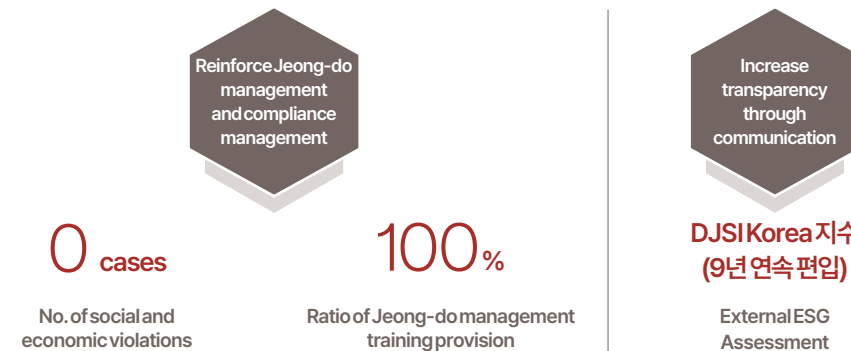 Reinforce Jeong-do
management
and compliance
management
0 cases
No. of social and
economic violations
100%
Ratio of Jeong-do management
training provision
Increase
transparency
through
communication
DJSI Korea 지수
(9년 연속 편입)
External ESG
Assessment